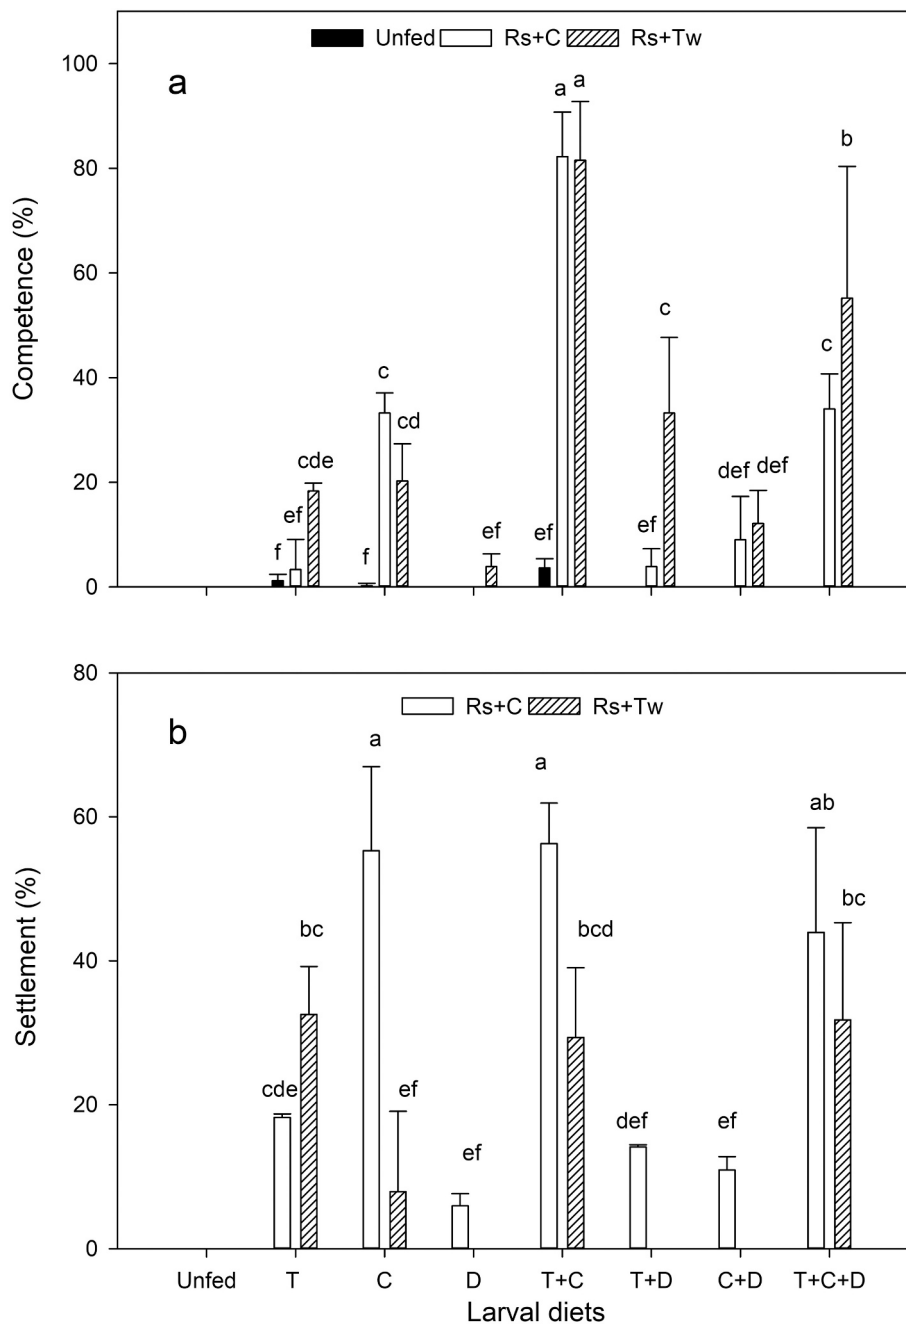 Unfed Rs+C Rs+Tw
a
Competence (%)
100
80
60
40
20
0
f ef cde
f c cd
ef
ef a a
ef c
def def
c b
Rs+C Rs+Tw
b
Settlement (%)
80
60
40
20
0
cde bc
a ef
ef
a bcd
def
ef
ab bc
Unfed T C D T+C T+D C+D T+C+D
Larval diets